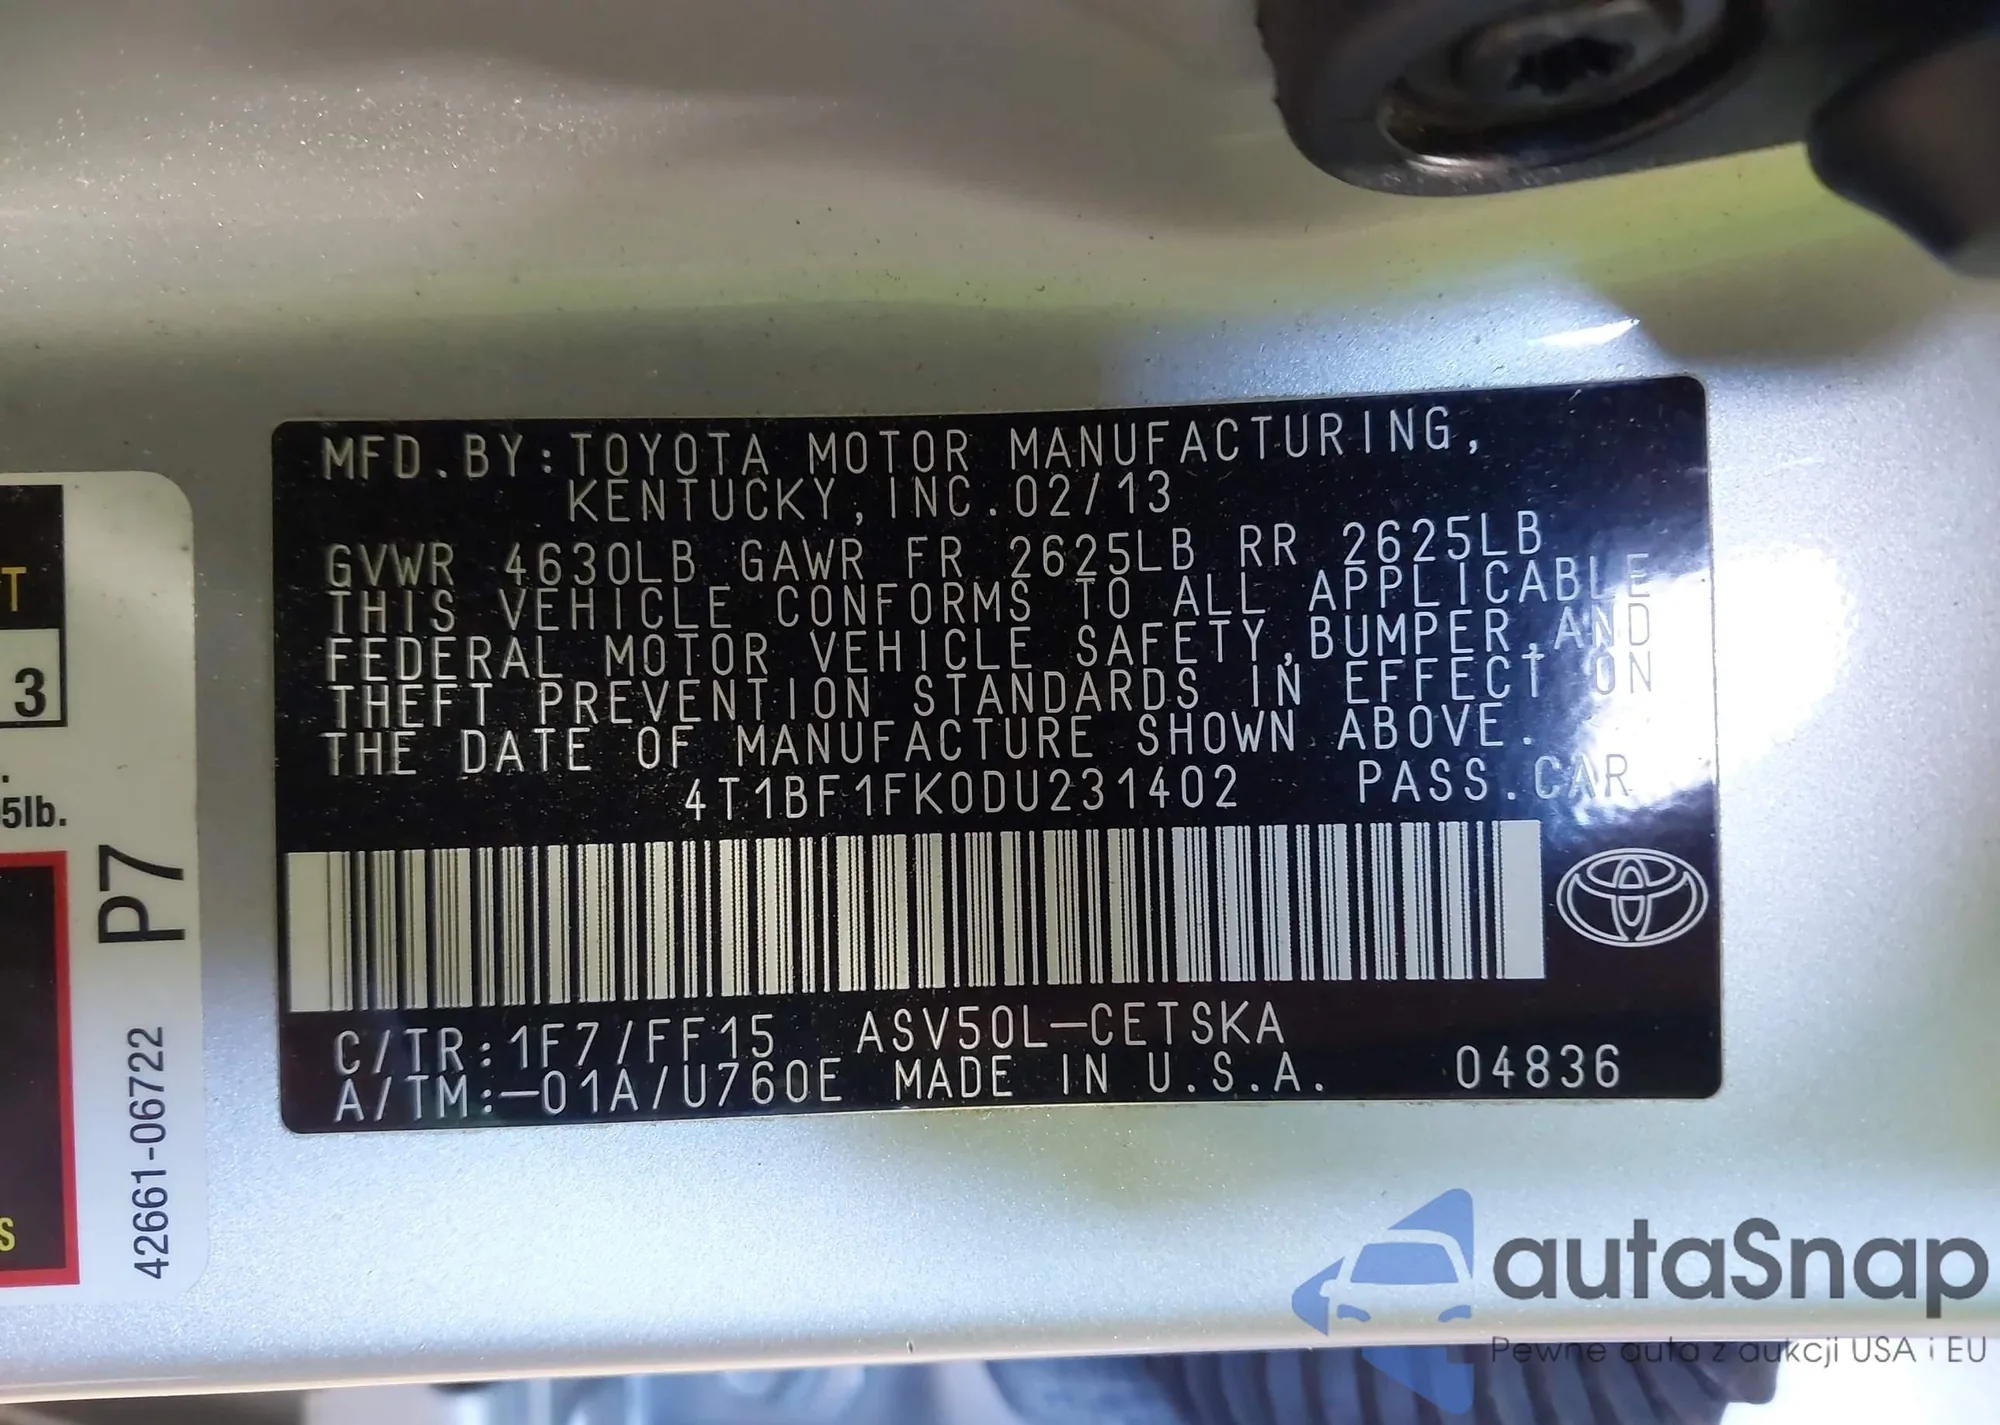 MFD.BY:TOYOTA MOTOR MANUFACTURING,
KENTUCKY,INC.02/13
GVWR 4630LB GAWR FR 2625LB RR 2625LB
THIS VEHICLE CONFORMS TO ALL APPLICABLE
FEDERAL MOTOR VEHICLE SAFETY,BUMPER,AND
THEFT PREVENTION STANDARDS IN EFFECT ON
THE DATE OF MANUFACTURE SHOWN ABOVE.
4T1BF1FK0DU231402 PASS.CAR
C/TR:1F7/FF15 ASV50L-CETSKA
A/TM:-01A/U760E MADE IN U.S.A. 04836
T
3
5lb.
P7
42661-06722
S
autaSnap
Pewne auta z aukcji USA i EU